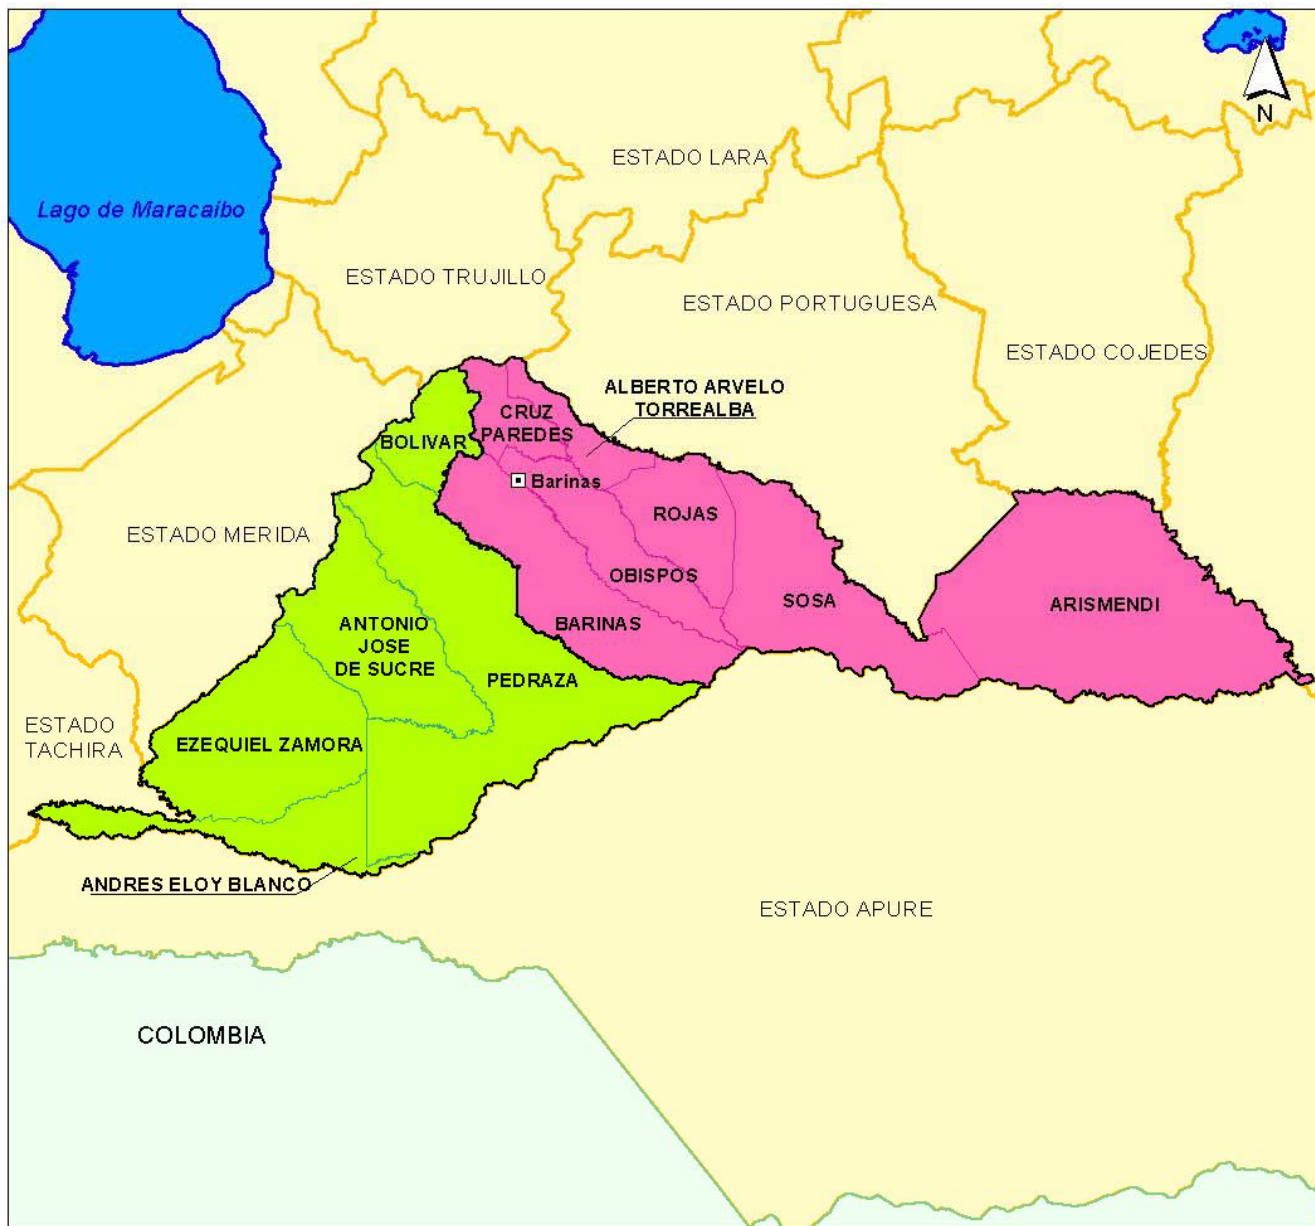 N
ESTADO LARA
Lago de Maracaibo
ESTADO TRUJILLO
ESTADO PORTUGUESA
ESTADO COJEDES
ALBERTO ARVELO
TORREALBA
CRUZ
PAREDES
BOLIVAR
Barinas
ROJAS
ESTADO MERIDA
OBISPOS
SOSA
ARISMENDI
BARINAS
ANTONIO
JOSE
DE SUCRE
PEDRAZA
ESTADO
TACHIRA
EZEQUIEL ZAMORA
ANDRES ELOY BLANCO
ESTADO APURE
COLOMBIA